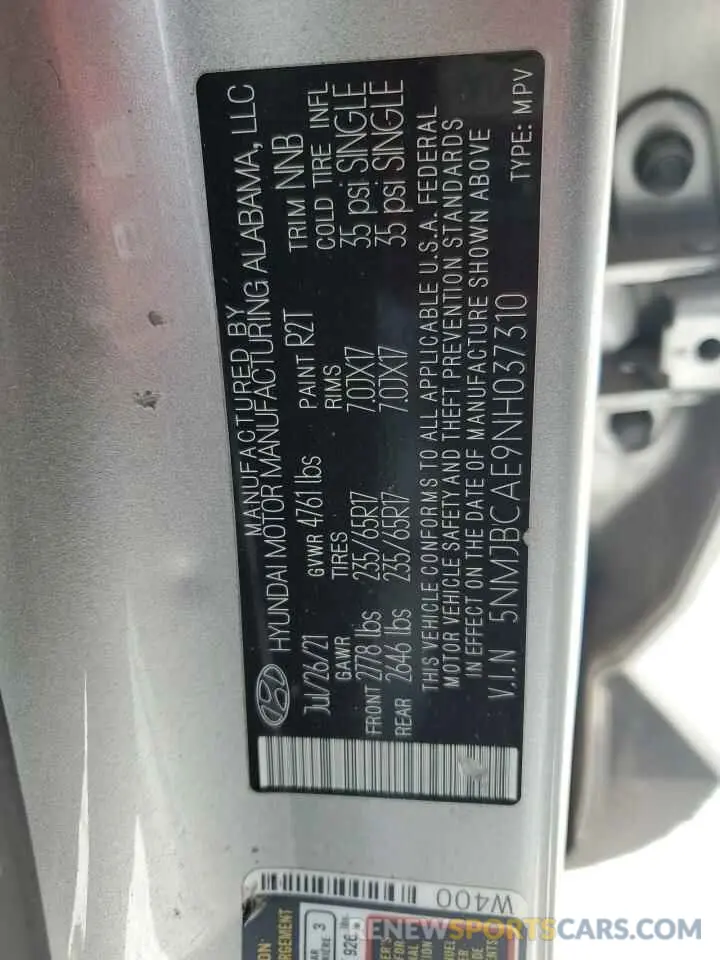 MANUFACTURED BY
HYUNDAI MOTOR MANUFACTURING ALABAMA, LLC
Jul/26/21 GVWR 4761 lbs PAINT R2T TRIM NNB
GAWR TIRES RIMS COLD TIRE INFL
FRONT 2778 lbs 235/65R17 7.0JX17 35 psi SINGLE
REAR 2646 lbs 235/65R17 7.0JX17 35 psi SINGLE
THIS VEHICLE CONFORMS TO ALL APPLICABLE U.S.A. FEDERAL
MOTOR VEHICLE SAFETY AND THEFT PREVENTION STANDARDS
IN EFFECT ON THE DATE OF MANUFACTURE SHOWN ABOVE
V.I.N 5NMJBCAE9NH037310 TYPE: MPV
W400
3
RENEWSPORTSCARS.COM